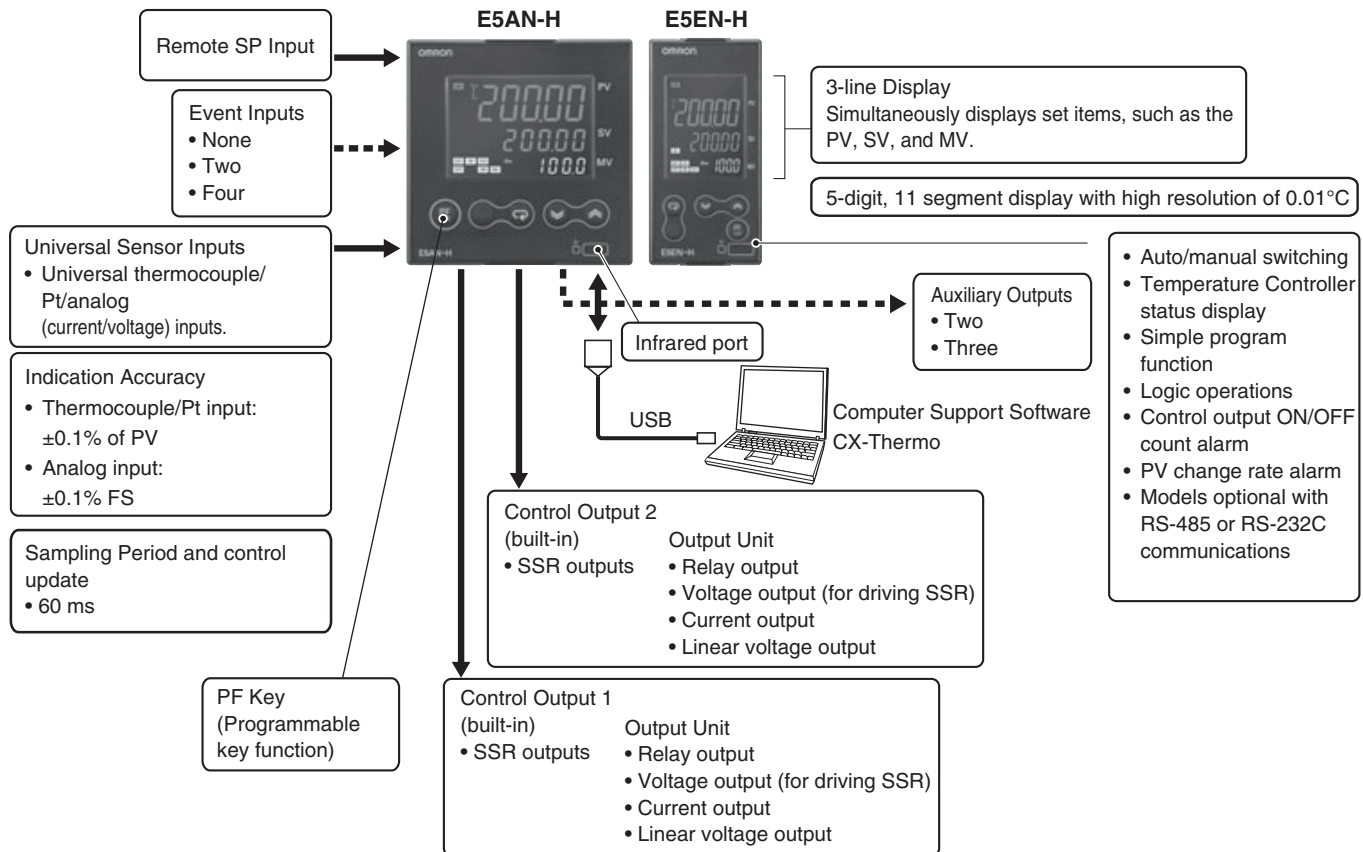 E5AN-H
E5EN-H
Remote SP Input
Event Inputs
• None
• Two
• Four
Universal Sensor Inputs
• Universal thermocouple/
Pt/analog
(current/voltage) inputs.
Indication Accuracy
• Thermocouple/Pt input:
±0.1% of PV
• Analog input:
±0.1% FS
Sampling Period and control
update
• 60 ms
PF Key
(Programmable
key function)
OMRON
200.00 PV
200.00 SV
100.0 MV
E5AN-H
OMRON
200.00
200.00
100.0
E5EN-H
3-line Display
Simultaneously displays set items, such as the
PV, SV, and MV.
5-digit, 11 segment display with high resolution of 0.01°C
• Auto/manual switching
• Temperature Controller
status display
• Simple program
function
• Logic operations
• Control output ON/OFF
count alarm
• PV change rate alarm
• Models optional with
RS-485 or RS-232C
communications
Auxiliary Outputs
• Two
• Three
Infrared port
USB
Computer Support Software
CX-Thermo
Control Output 2
(built-in)
• SSR outputs
Output Unit
• Relay output
• Voltage output (for driving SSR)
• Current output
• Linear voltage output
Control Output 1
(built-in)
• SSR outputs
Output Unit
• Relay output
• Voltage output (for driving SSR)
• Current output
• Linear voltage output